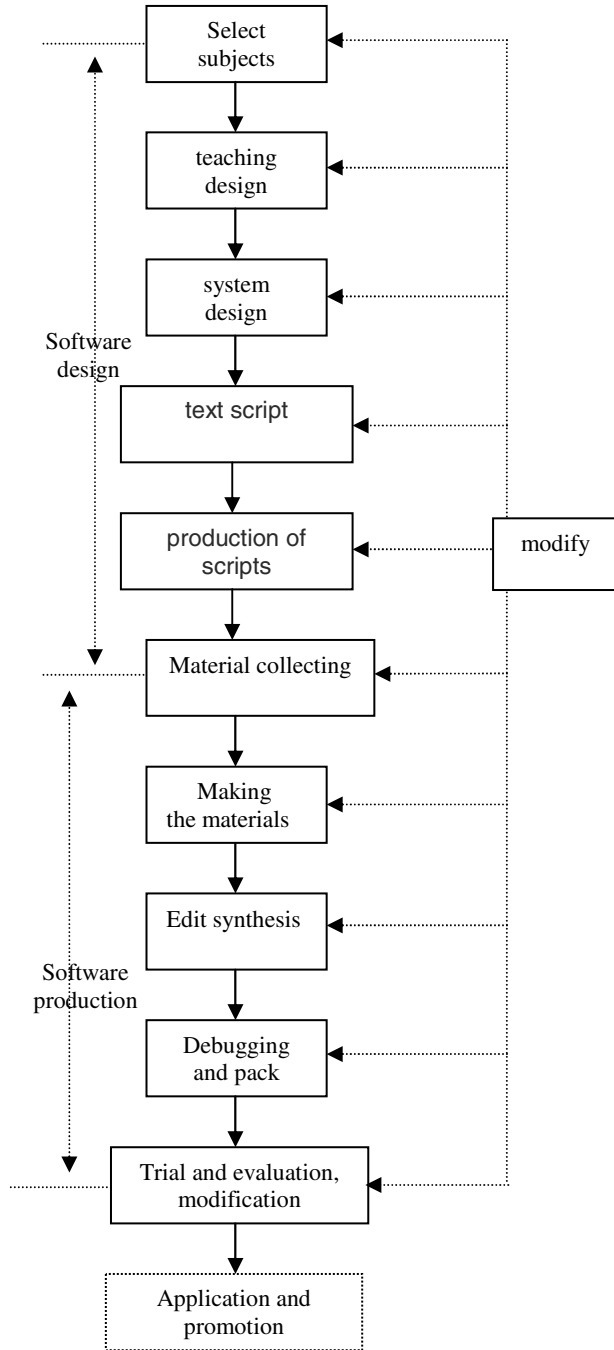 Select
subjects
teaching
design
system
design
Software
design
text script
production of
scripts
modify
Material collecting
Making
the materials
Edit synthesis
Software
production
Debugging
and pack
Trial and evaluation,
modification
Application and
promotion